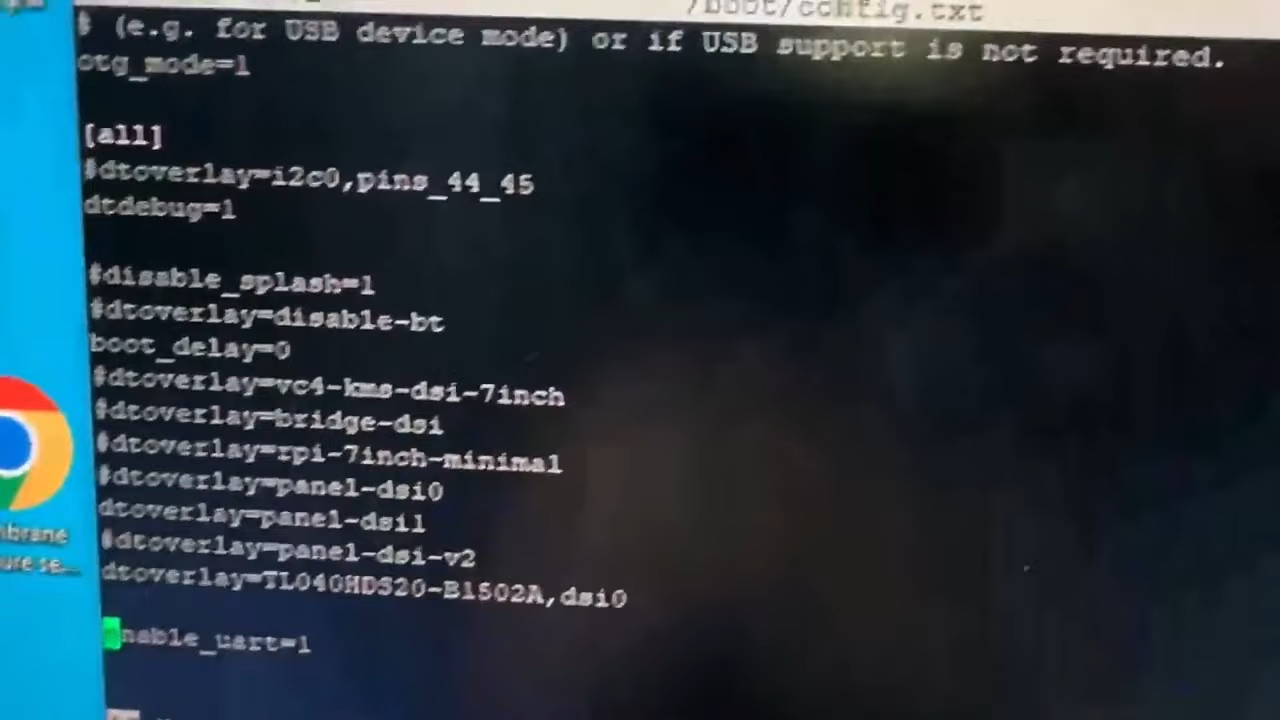 /boot/config.txt
# (e.g. for USB device mode) or if USB support is not required.
otg_mode=1
[all]
#dtoverlay=i2c0,pins_44_45
dtdebug=1
#disable_splash=1
#dtoverlay=disable-bt
boot_delay=0
#dtoverlay=vc4-kms-dsi-7inch
#dtoverlay=bridge-dsi
#dtoverlay=rpi-7inch-minimal
#dtoverlay=panel-dsi0
dtoverlay=panel-dsi1
#dtoverlay=panel-dsi-v2
dtoverlay=TL040HDS20-B1502A,dsi0
enable_uart=1